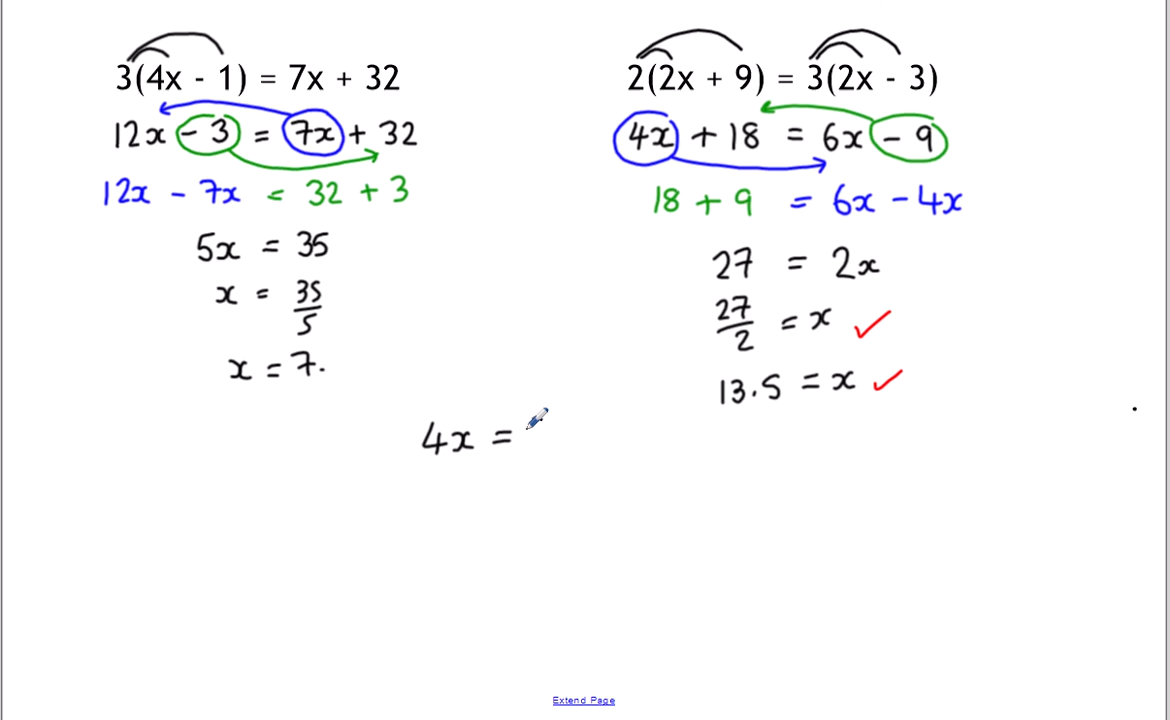 3(4x - 1) = 7x + 32
12x - 3 = 7x + 32
12x - 7x = 32 + 3
5x = 35
x = 35/5
x = 7.
2(2x + 9) = 3(2x - 3)
4x + 18 = 6x - 9
18 + 9 = 6x - 4x
27 = 2x
27/2 = x ✓
13.5 = x ✓
4x =
Extend Page